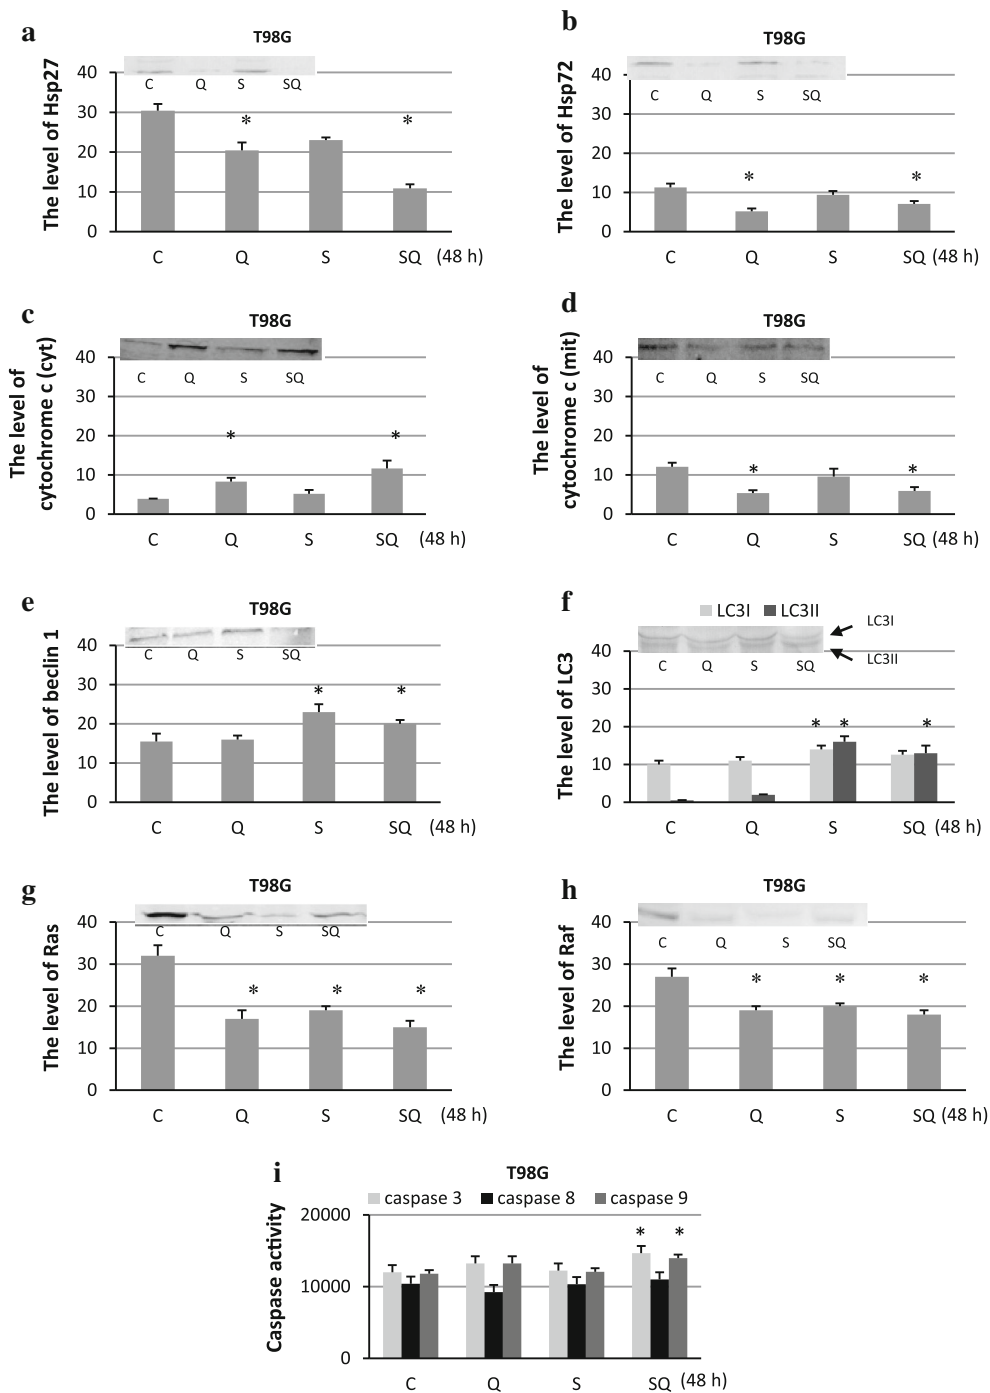 a
T98G
The level of Hsp27
40
30
20
10
0
C Q S SQ
* *
C Q S SQ (48 h)
b
T98G
The level of Hsp72
40
30
20
10
0
C Q S SQ
* *
C Q S SQ (48 h)
c
T98G
The level of
cytochrome c (cyt)
40
30
20
10
0
C Q S SQ
* *
C Q S SQ (48 h)
d
T98G
The level of
cytochrome c (mit)
40
30
20
10
0
C Q S SQ
* *
C Q S SQ (48 h)
e
T98G
The level of beclin 1
40
30
20
10
0
C Q S SQ
* *
C Q S SQ (48 h)
f
LC3I LC3II
The level of LC3
LC3I
LC3II
40
30
20
10
0
C Q S SQ
* * *
C Q S SQ (48 h)
g
T98G
The level of Ras
40
30
20
10
0
C Q S SQ
* * *
C Q S SQ (48 h)
h
T98G
The level of Raf
40
30
20
10
0
C Q S SQ
* * *
C Q S SQ (48 h)
i
T98G
caspase 3 caspase 8 caspase 9
Caspase activity
20000
10000
0
* *
C Q S SQ (48 h)